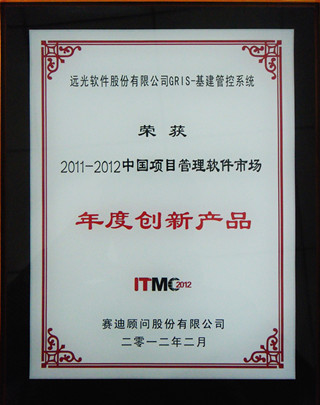 远光软件股份有限公司GRIS-基建管控系统
荣获
2011-2012中国项目管理软件市场
年度创新产品
ITMC2012
赛迪顾问股份有限公司
二零一二年二月